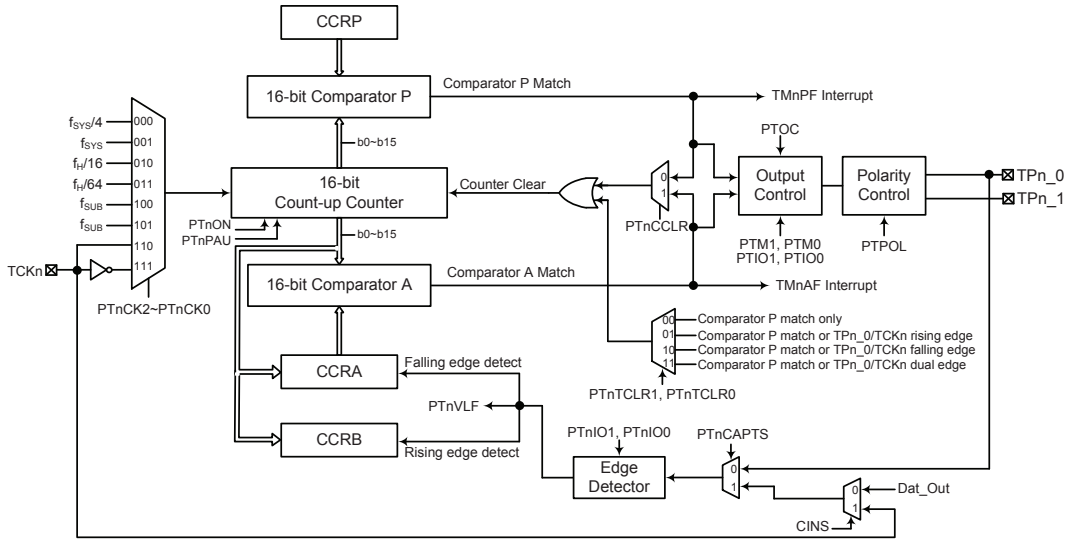 CCRP
16-bit Comparator P
Comparator P Match
TMnPF Interrupt
b0~b15
fSYS/4
fSYS
fH/16
fH/64
fSUB
fSUB
000
001
010
011
100
101
110
111
TCKn
PTnCK2~PTnCK0
16-bit
Count-up Counter
PTnON
PTnPAU
b0~b15
Counter Clear
0
1
PTnCCLR
PTOC
Output
Control
PTM1, PTM0
PTIO1, PTIO0
Polarity
Control
PTPOL
TPn_0
TPn_1
16-bit Comparator A
Comparator A Match
TMnAF Interrupt
00
01
10
11
Comparator P match only
Comparator P match or TPn_0/TCKn rising edge
Comparator P match or TPn_0/TCKn falling edge
Comparator P match or TPn_0/TCKn dual edge
PTnTCLR1, PTnTCLR0
CCRA
Falling edge detect
PTnVLF
CCRB
Rising edge detect
PTnIO1, PTnIO0
Edge
Detector
PTnCAPTS
0
1
0
1
Dat_Out
CINS